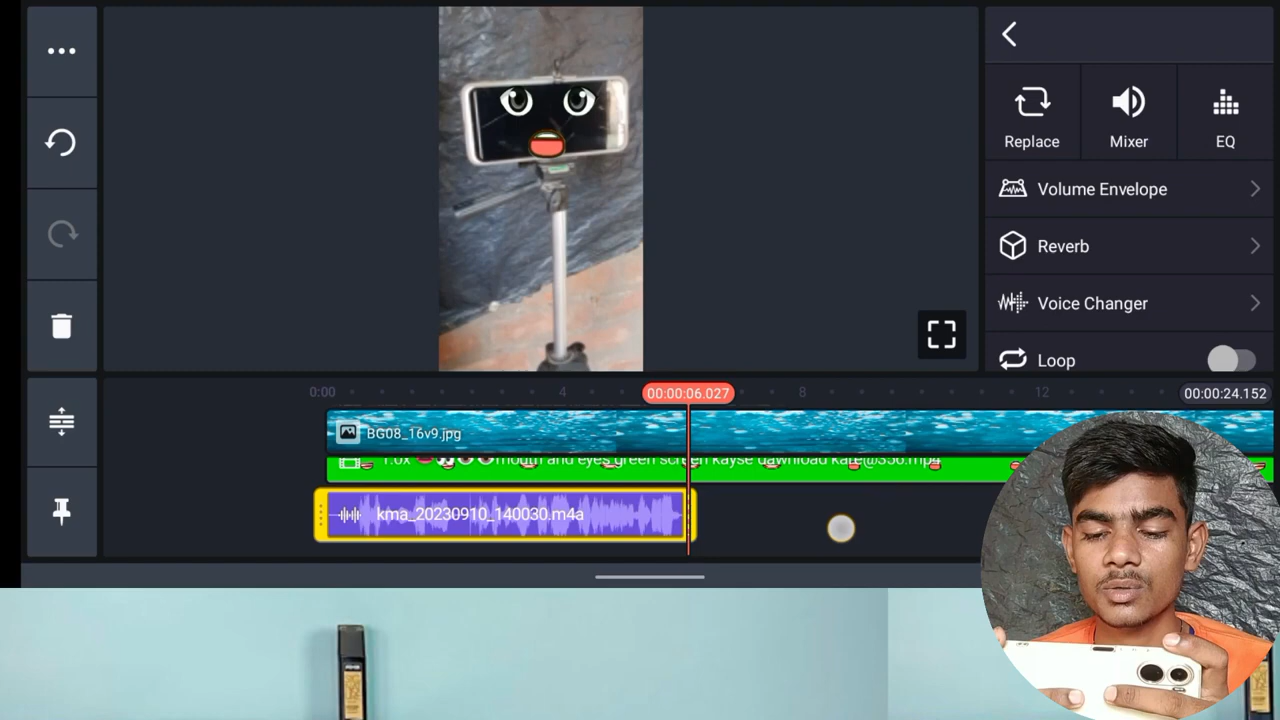 Replace
Mixer
EQ
Volume Envelope
Reverb
Voice Changer
Loop
0:00
4
00:00:06.027
8
12
00:00:24.152
BG08_16v9.jpg
1.0x mouth and eyes green screen kayse dawnload kare@356.mp4
kma_20230910_140030.m4a